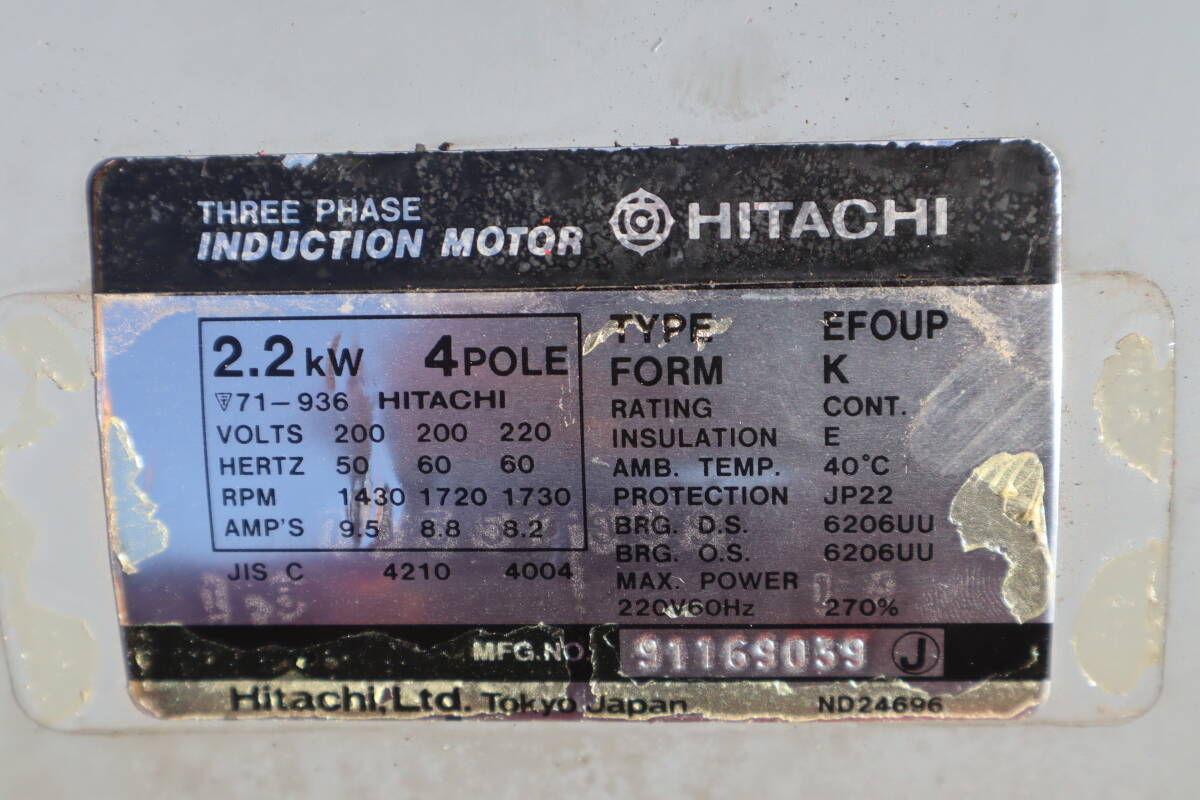 THREE PHASE
INDUCTION MOTOR
HITACHI
2.2 kW 4 POLE
71-936 HITACHI
VOLTS 200 200 220
HERTZ 50 60 60
RPM 1430 1720 1730
AMP'S 9.5 8.8 8.2
JIS C 4210 4004
TYPE EFOUP
FORM K
RATING CONT.
INSULATION E
AMB. TEMP. 40°C
PROTECTION JP22
BRG. D.S. 6206UU
BRG. O.S. 6206UU
MAX. POWER
220V60Hz 270%
MFG.NO. 91169039 J
Hitachi,Ltd. Tokyo Japan ND24696